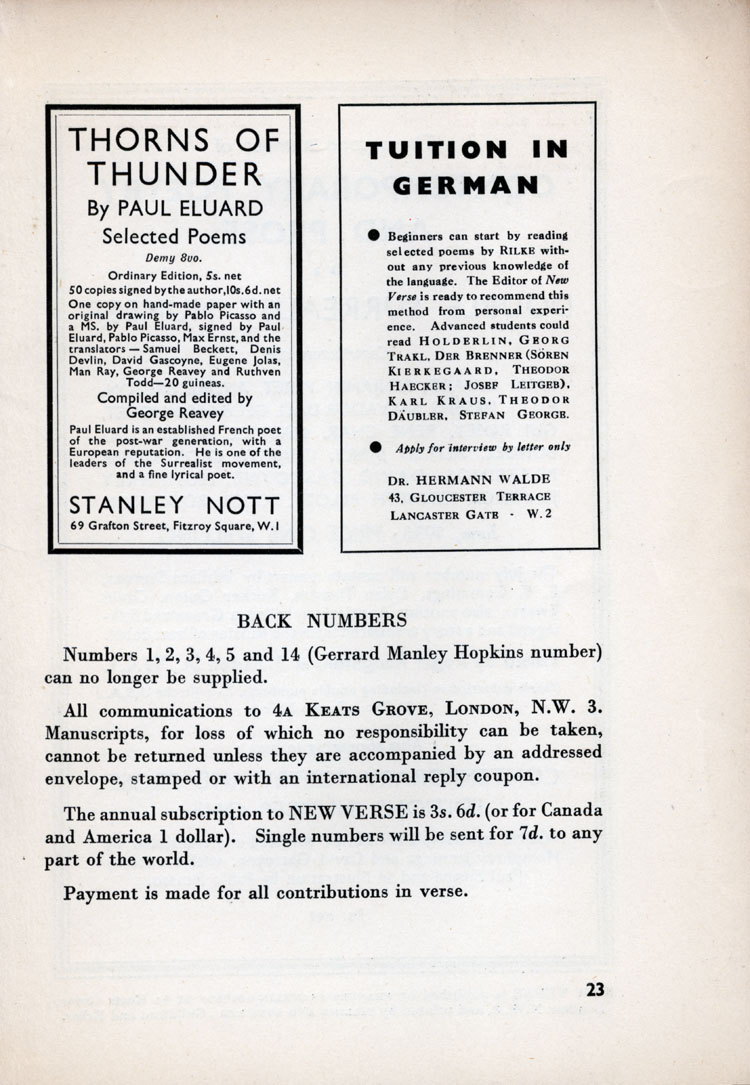 THORNS OF
THUNDER
By PAUL ELUARD
Selected Poems
Demy 8vo.
Ordinary Edition, 5s. net
50 copies signed by the author, 10s. 6d. net
One copy on hand-made paper with an
original drawing by Pablo Picasso and
a MS. by Paul Eluard, signed by Paul
Eluard, Pablo Picasso, Max Ernst, and the
translators — Samuel Beckett, Denis
Devlin, David Gascoyne, Eugene Jolas,
Man Ray, George Reavey and Ruthven
Todd—20 guineas.
Compiled and edited by
George Reavey
Paul Eluard is an established French poet
of the post-war generation, with a
European reputation. He is one of the
leaders of the Surrealist movement,
and a fine lyrical poet.
STANLEY NOTT
69 Grafton Street, Fitzroy Square, W.1
TUITION IN
GERMAN
● Beginners can start by reading
selected poems by RILKE with-
out any previous knowledge of
the language. The Editor of New
Verse is ready to recommend this
method from personal experi-
ence. Advanced students could
read HOLDERLIN, GEORG
TRAKL, DER BRENNER (SÖREN
KIERKEGAARD, THEODOR
HAECKER; JOSEF LEITGEB),
KARL KRAUS, THEODOR
DÄUBLER, STEFAN GEORGE.
● Apply for interview by letter only
DR. HERMANN WALDE
43, GLOUCESTER TERRACE
LANCASTER GATE - W.2
BACK NUMBERS
Numbers 1, 2, 3, 4, 5 and 14 (Gerrard Manley Hopkins number)
can no longer be supplied.
All communications to 4A KEATS GROVE, LONDON, N.W. 3.
Manuscripts, for loss of which no responsibility can be taken,
cannot be returned unless they are accompanied by an addressed
envelope, stamped or with an international reply coupon.
The annual subscription to NEW VERSE is 3s. 6d. (or for Canada
and America 1 dollar). Single numbers will be sent for 7d. to any
part of the world.
Payment is made for all contributions in verse.
23